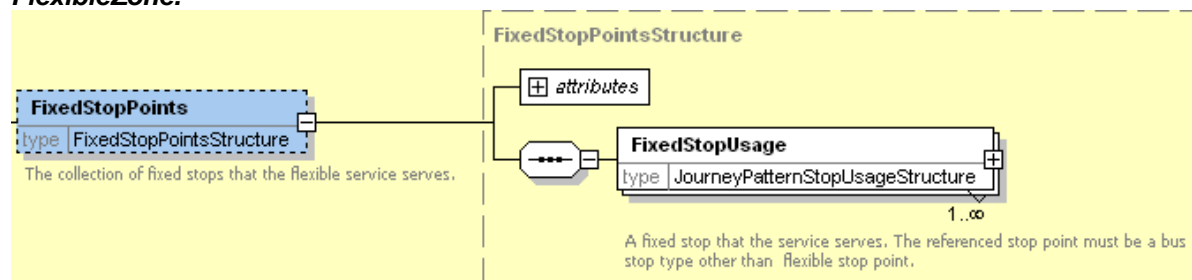 FlexibleZone.
FixedStopPointsStructure
attributes
FixedStopPoints
type FixedStopPointsStructure
The collection of fixed stops that the flexible service serves.
FixedStopUsage
type JourneyPatternStopUsageStructure
1..∞
A fixed stop that the service serves. The referenced stop point must be a bus
stop type other than flexible stop point.